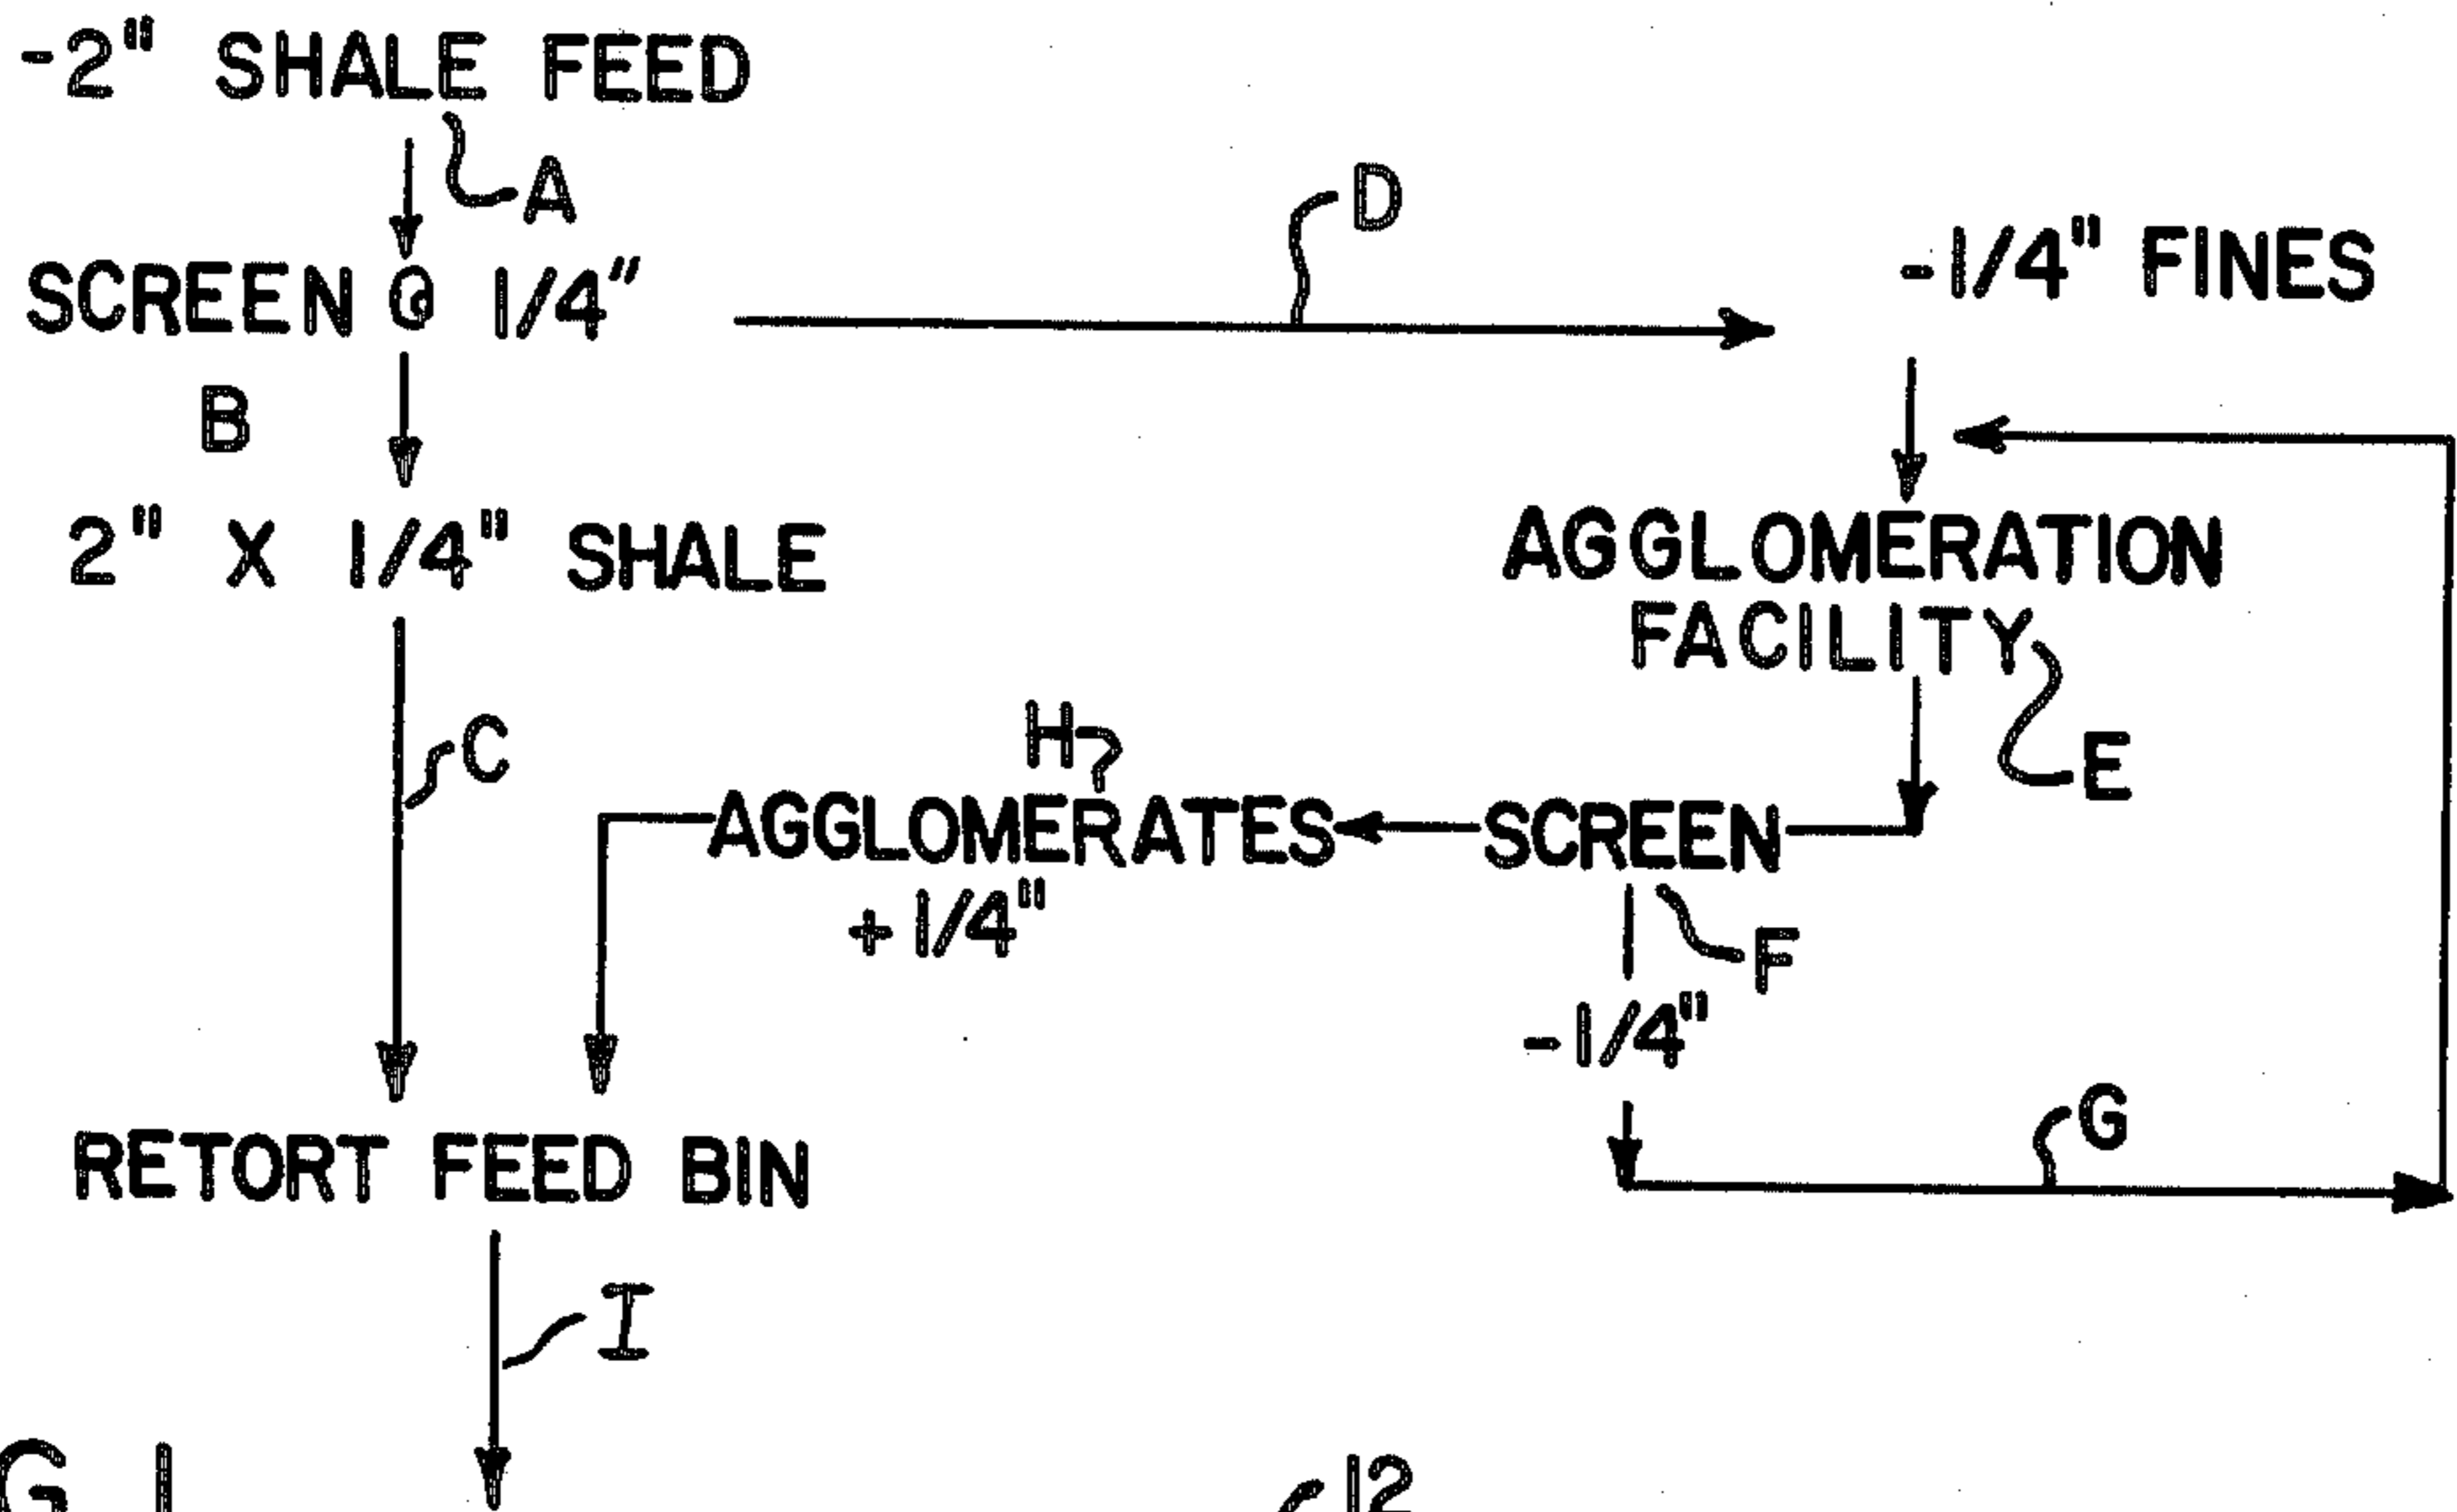 -2" SHALE FEED
A
D
SCREEN @ 1/4"
-1/4" FINES
B
2" X 1/4" SHALE
AGGLOMERATION
FACILITY
C
H
E
AGGLOMERATES
SCREEN
+1/4"
F
-1/4"
G
RETORT FEED BIN
I
G 1
12